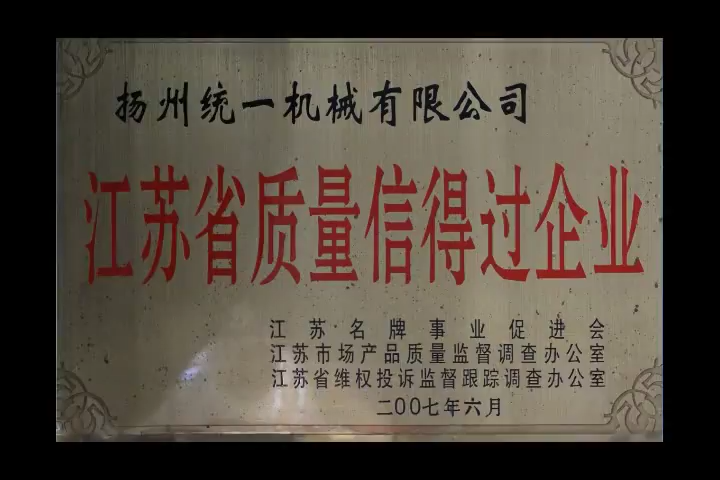 扬州统一机械有限公司
江苏省质量信得过企业
江苏·名牌事业促进会
江苏市场产品质量监督调查办公室
江苏省维权投诉监督跟踪调查办公室
二00七年六月